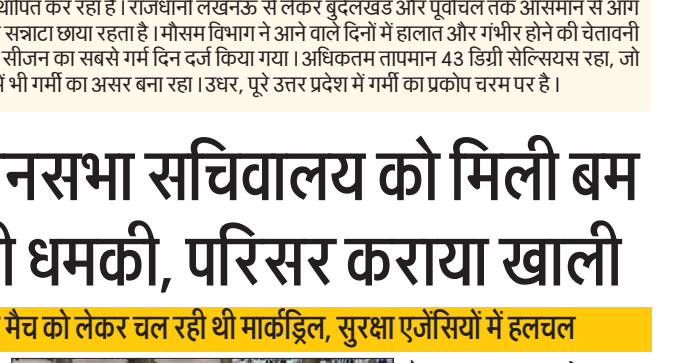 कर रहा है। राजधानी लखनऊ से लेकर बुंदेलखंड और पूर्वांचल तक आसमान से आग
सन्नाटा छाया रहता है। मौसम विभाग ने आने वाले दिनों में हालात और गंभीर होने की चेतावनी
सीजन का सबसे गर्म दिन दर्ज किया गया। अधिकतम तापमान 43 डिग्री सेल्सियस रहा, जो
भी गर्मी का असर बना रहा। उधर, पूरे उत्तर प्रदेश में गर्मी का प्रकोप चरम पर है।
नसभा सचिवालय को मिली बम
धमकी, परिसर कराया खाली
मैच को लेकर चल रही थी मार्कड्रिल, सुरक्षा एजेंसियों में हलचल